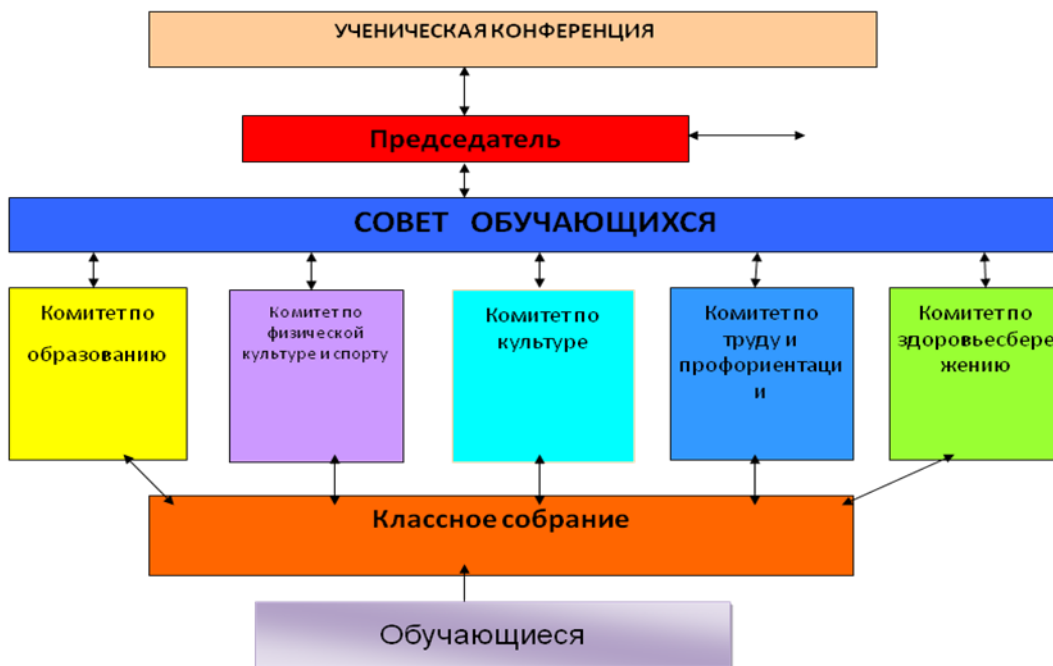 УЧЕНИЧЕСКАЯ КОНФЕРЕНЦИЯ
Председатель
СОВЕТ ОБУЧАЮЩИХСЯ
Комитет по
образованию
Комитет по
физической
культуре и спорту
Комитет по
культуре
Комитет по
труду и
профориентаци
и
Комитет по
здоровьесбере
жению
Классное собрание
Обучающиеся